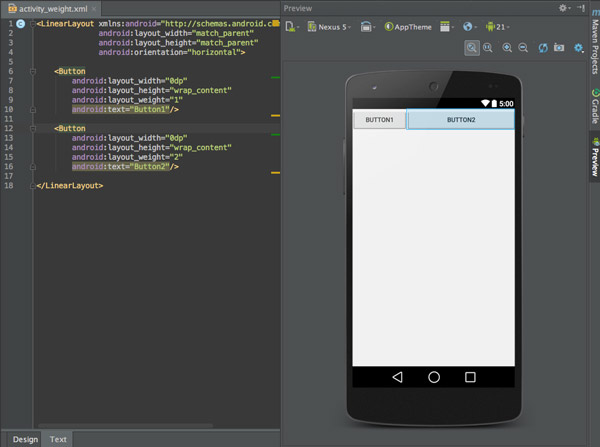 activity_weight.xml
Preview
1 <LinearLayout xmlns:android="http://schemas.android.c
2 android:layout_width="match_parent"
3 android:layout_height="match_parent"
4 android:orientation="horizontal">
5
6 <Button
7 android:layout_width="0dp"
8 android:layout_height="wrap_content"
9 android:layout_weight="1"
10 android:text="Button1"/>
11
12 <Button
13 android:layout_width="0dp"
14 android:layout_height="wrap_content"
15 android:layout_weight="2"
16 android:text="Button2"/>
17
18 </LinearLayout>
Nexus 5
AppTheme
21
5:00
BUTTON1 BUTTON2
Maven Projects
Gradle
Preview
Design Text